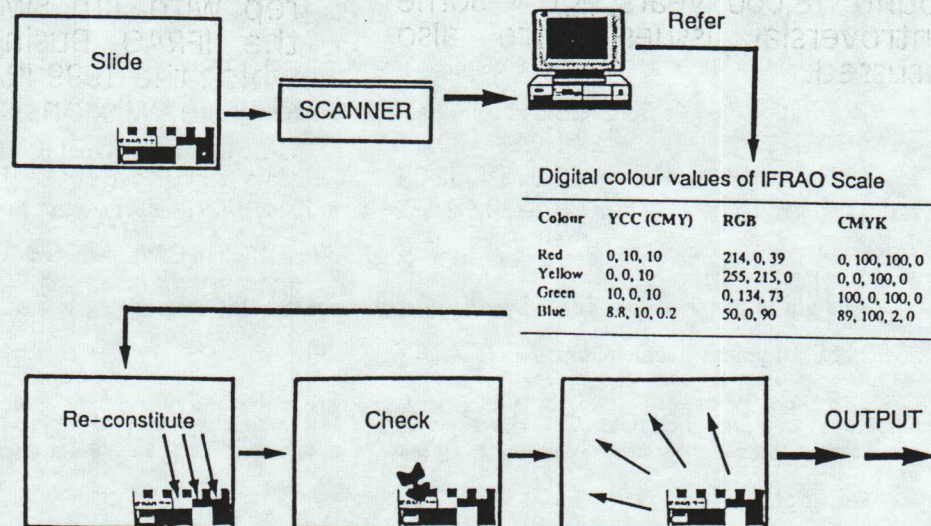 Slide
SCANNER
Refer
Digital colour values of IFRAO Scale
Colour YCC (CMY) RGB CMYK
Red 0, 10, 10 214, 0, 39 0, 100, 100, 0
Yellow 0, 0, 10 255, 215, 0 0, 0, 100, 0
Green 10, 0, 10 0, 134, 73 100, 0, 100, 0
Blue 8.8, 10, 0.2 50, 0, 90 89, 100, 2, 0
Re-constitute
Check
OUTPUT